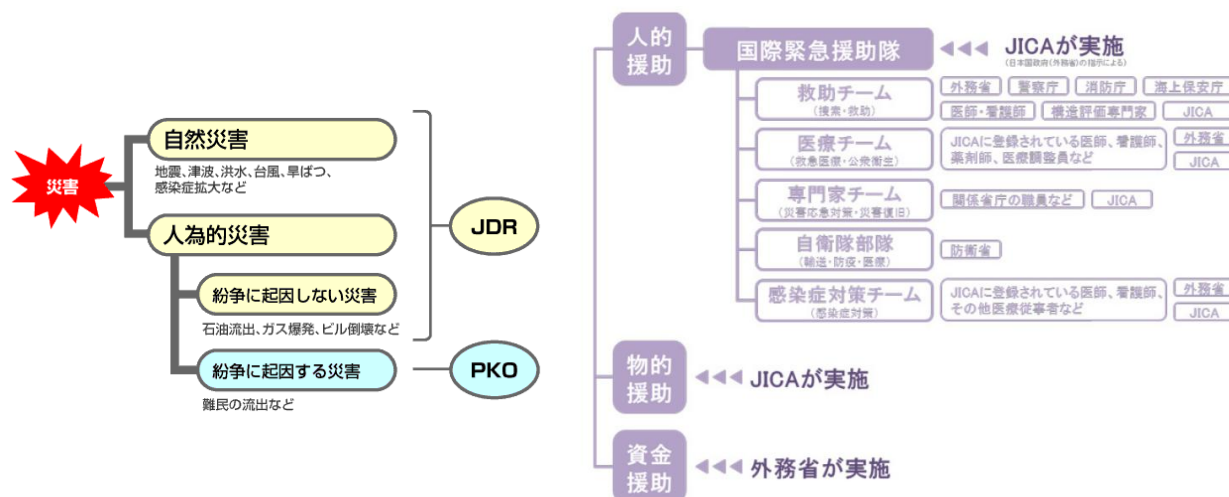 災害
自然災害
地震、津波、洪水、台風、旱ばつ、
感染症拡大など
人為的災害
紛争に起因しない災害
石油流出、ガス爆発、ビル倒壊など
紛争に起因する災害
難民の流出など
JDR
PKO
人的
援助
国際緊急援助隊
JICAが実施
(日本国政府(外務省)の指示による)
救助チーム
(捜索・救助)
外務省
警察庁
消防庁
海上保安庁
医師・看護師
構造評価専門家
JICA
医療チーム
(救急医療・公衆衛生)
JICAに登録されている医師、看護師、
薬剤師、医療調整員など
外務省
JICA
専門家チーム
(災害応急対策・災害復旧)
関係省庁の職員など
JICA
自衛隊部隊
(輸送・防疫・医療)
防衛省
感染症対策チーム
(感染症対策)
JICAに登録されている医師、看護師、
その他医療従事者など
外務省
JICA
物的
援助
JICAが実施
資金
援助
外務省が実施